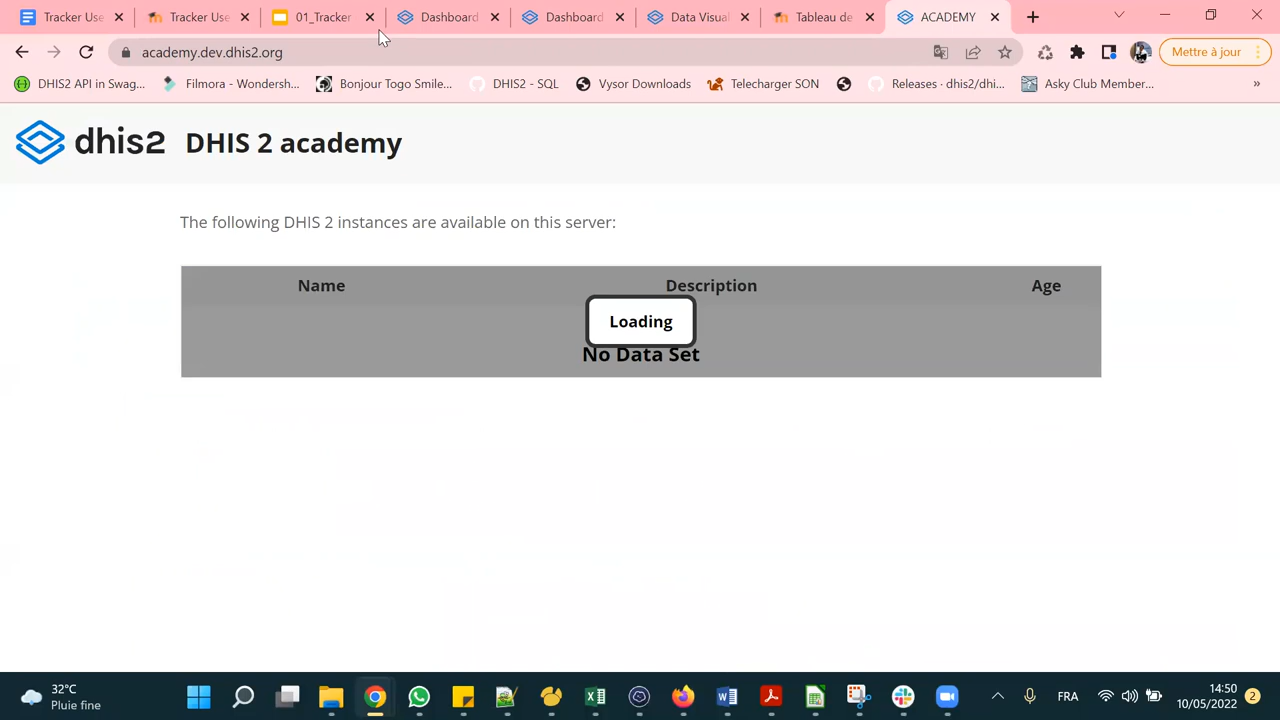 Tracker Use
Tracker Use
01_Tracker
Dashboard
Dashboard
Data Visual
Tableau de
ACADEMY
academy.dev.dhis2.org
Mettre à jour
DHIS2 API in Swag...
Filmora - Wondersh...
Bonjour Togo Smile...
DHIS2 - SQL
Vysor Downloads
Telecharger SON
Releases · dhis2/dhi...
Asky Club Member...
»
dhis2 DHIS 2 academy
The following DHIS 2 instances are available on this server:
Name Description Age
Loading
No Data Set
32°C
Pluie fine
FRA
14:50
10/05/2022
2